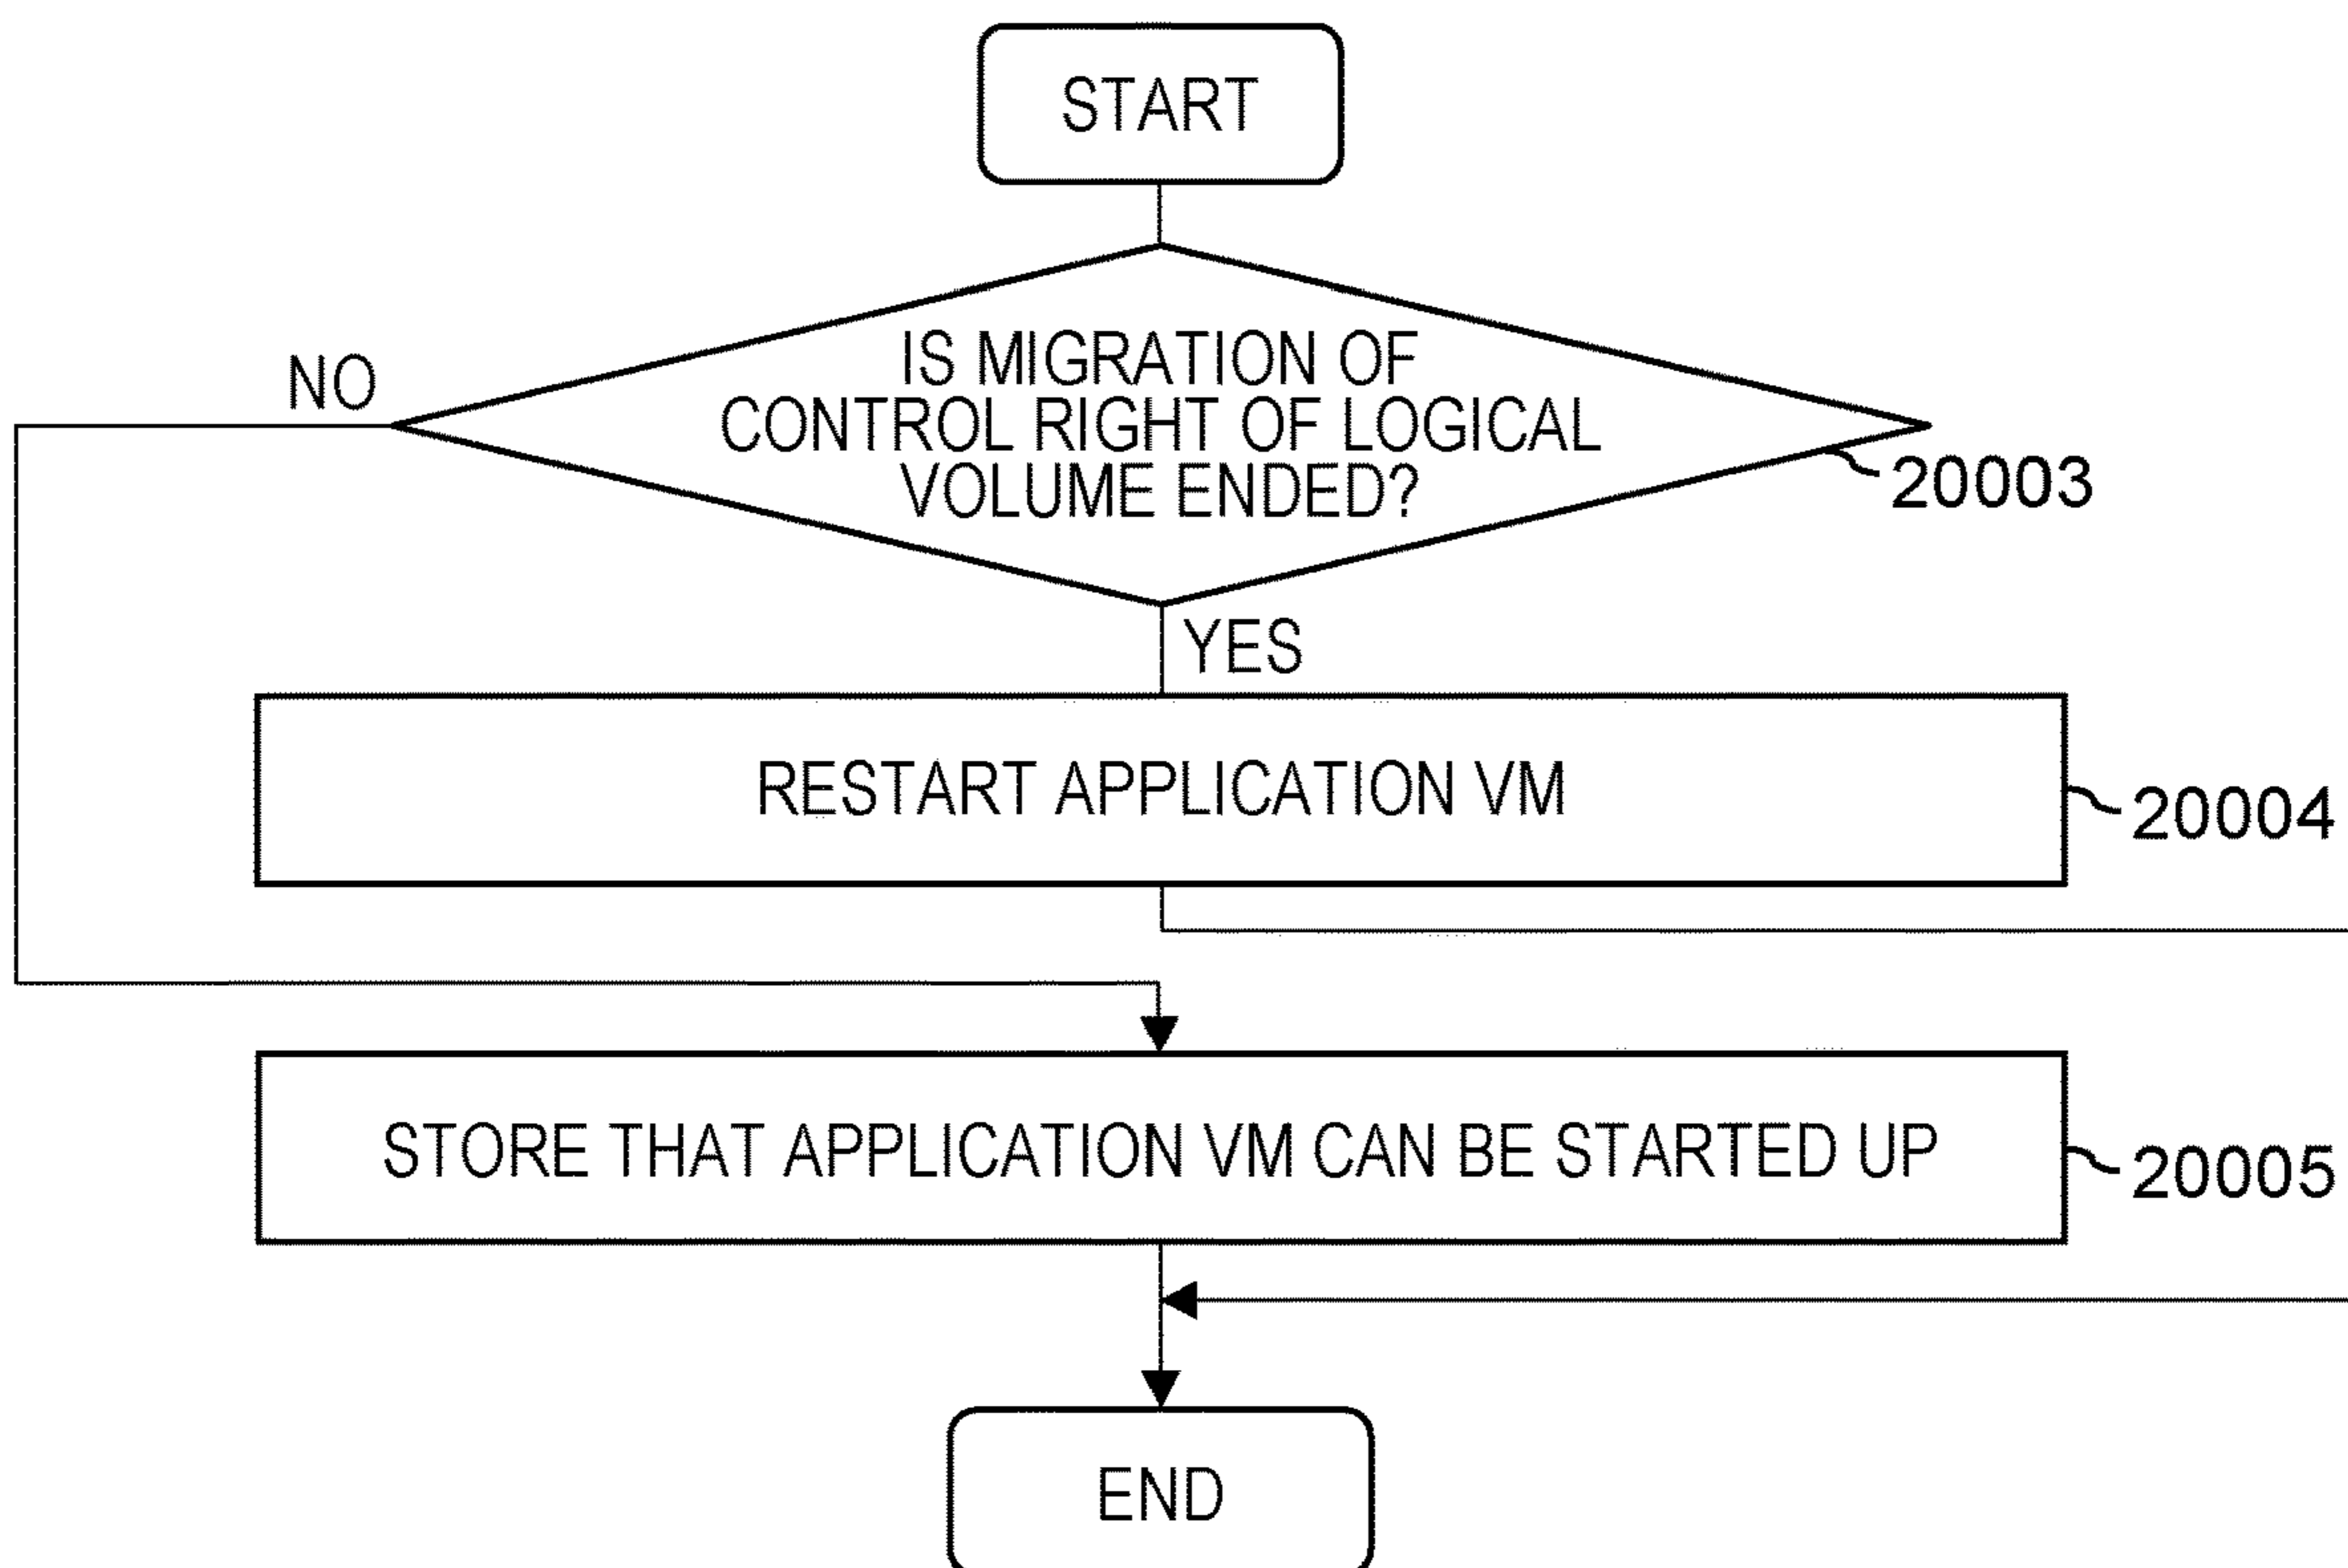 START
NO
IS MIGRATION OF
CONTROL RIGHT OF LOGICAL
VOLUME ENDED?
20003
YES
RESTART APPLICATION VM
20004
STORE THAT APPLICATION VM CAN BE STARTED UP
20005
END